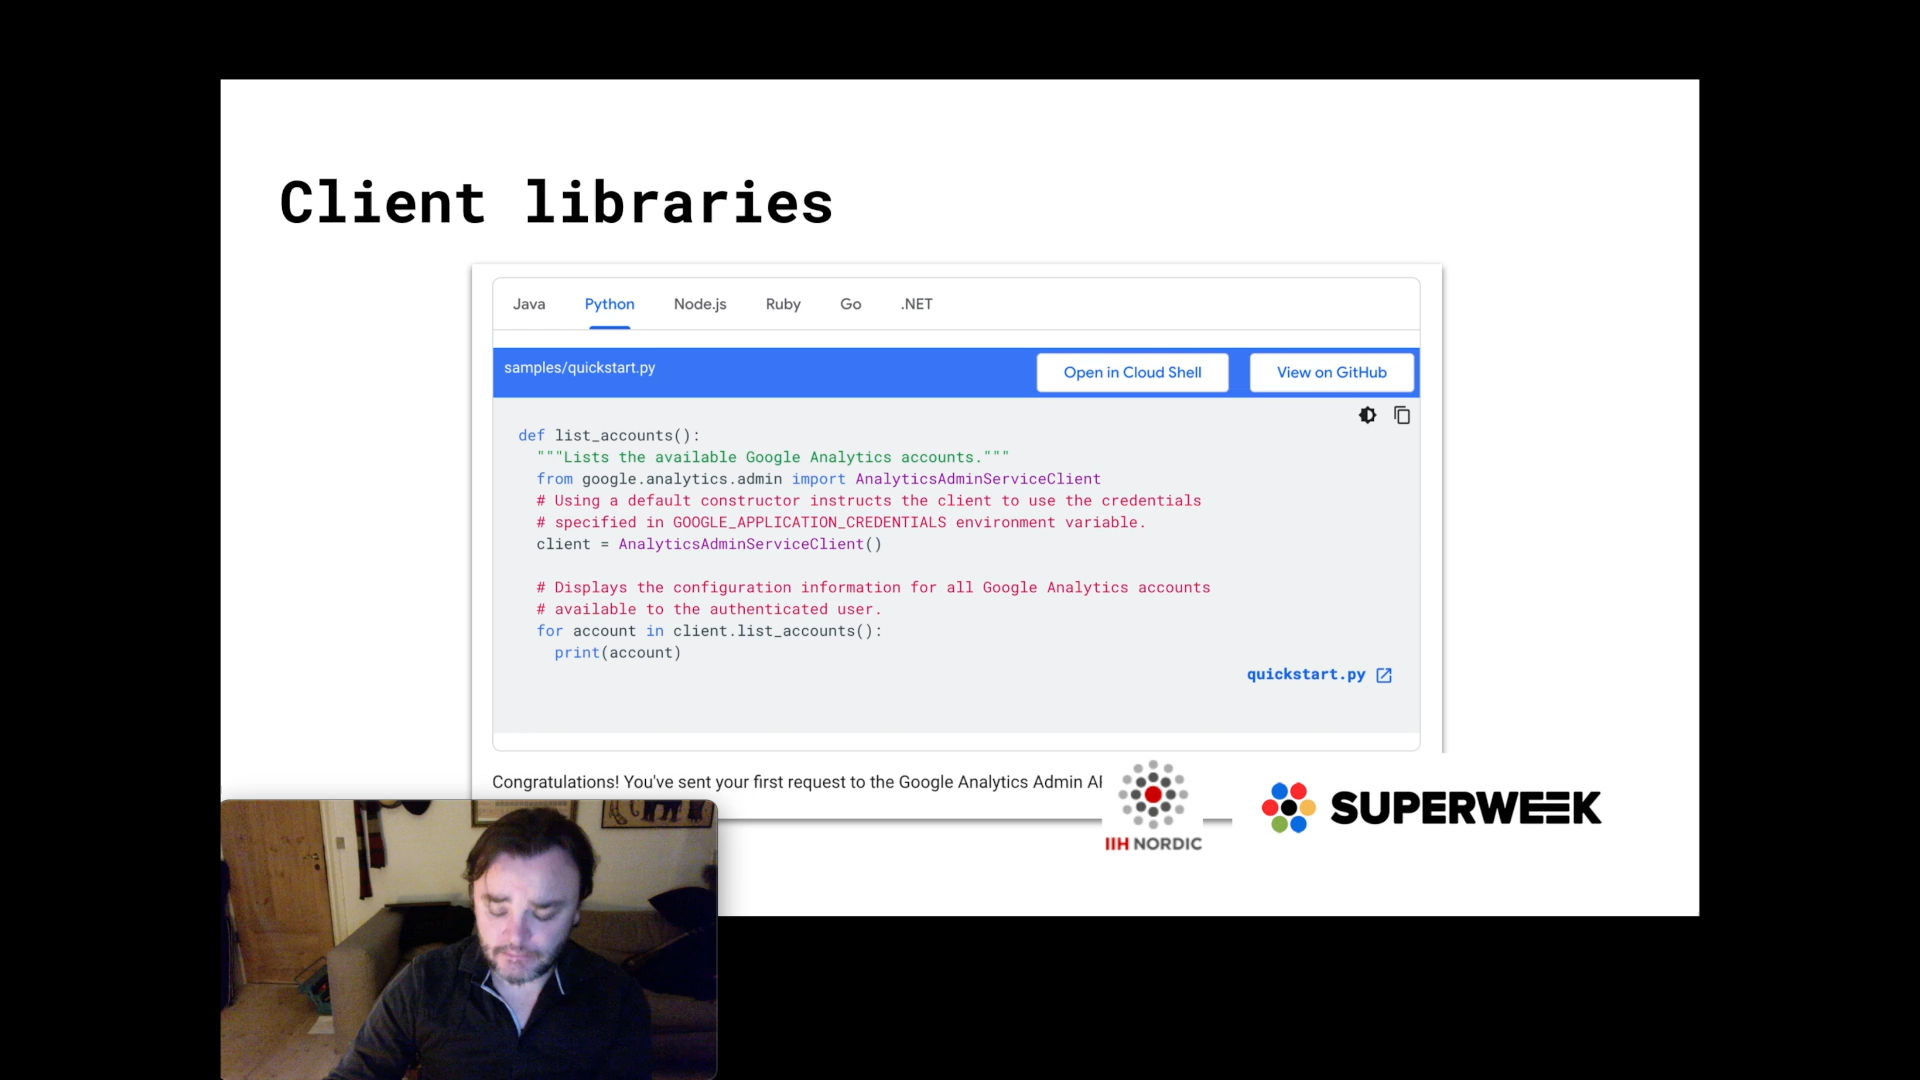 Client libraries
Java Python Node.js Ruby Go .NET
samples/quickstart.py Open in Cloud Shell View on GitHub
def list_accounts():
"""Lists the available Google Analytics accounts."""
from google.analytics.admin import AnalyticsAdminServiceClient
# Using a default constructor instructs the client to use the credentials
# specified in GOOGLE_APPLICATION_CREDENTIALS environment variable.
client = AnalyticsAdminServiceClient()
# Displays the configuration information for all Google Analytics accounts
# available to the authenticated user.
for account in client.list_accounts():
print(account)
quickstart.py
Congratulations! You've sent your first request to the Google Analytics Admin
IIH NORDIC
SUPERWEEK